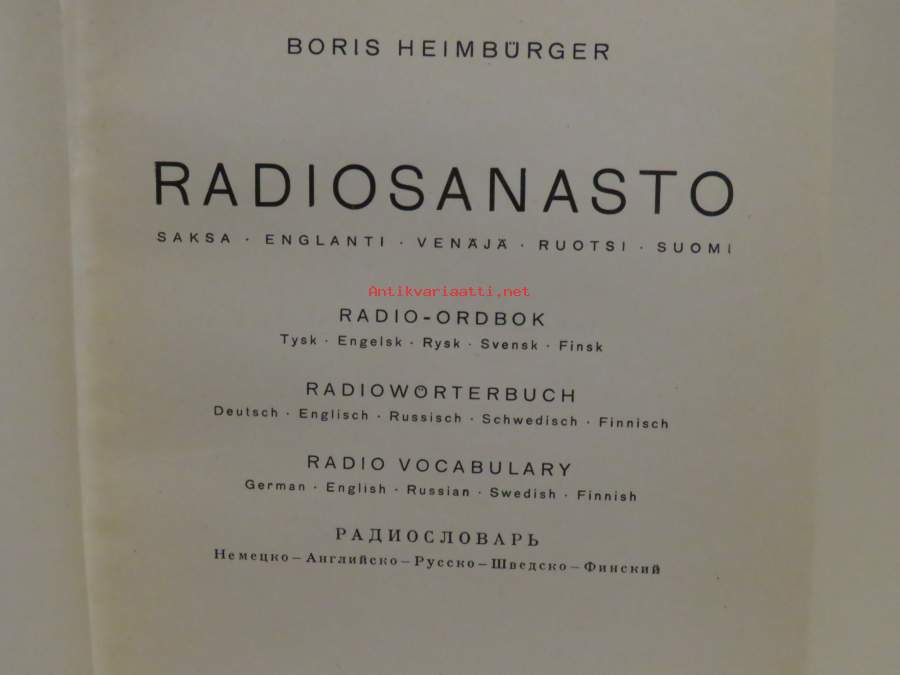 BORIS HEIMBÜRGER
RADIOSANASTO
SAKSA · ENGLANTI · VENÄJÄ · RUOTSI · SUOMI
Antikvariaatti.net
RADIO-ORDBOK
Tysk · Engelsk · Rysk · Svensk · Finsk
RADIOWÖRTERBUCH
Deutsch · Englisch · Russisch · Schwedisch · Finnisch
RADIO VOCABULARY
German · English · Russian · Swedish · Finnish
РАДИОСЛОВАРЬ
Немецко–Английско–Русско–Шведско–Финский